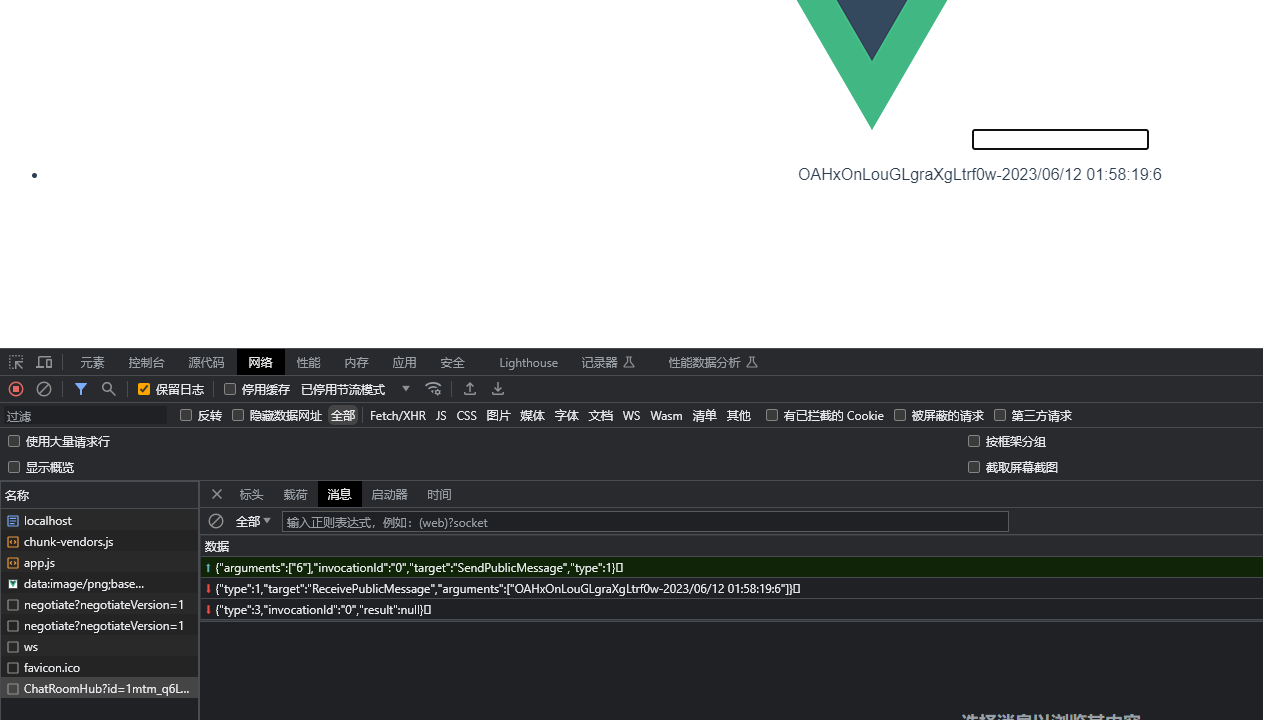 OAHxOnLouGLgraXgLtrf0w-2023/06/12 01:58:19:6
元素 控制台 源代码 网络 性能 内存 应用 安全 Lighthouse 记录器 性能数据分析
保留日志 停用缓存 已停用节流模式
过滤 反转 隐藏数据网址 全部 Fetch/XHR JS CSS 图片 媒体 字体 文档 WS Wasm 清单 其他 有已拦截的 Cookie 被屏蔽的请求 第三方请求
使用大量请求行 按框架分组
显示概览 截取屏幕截图
名称
localhost
chunk-vendors.js
app.js
data:image/png;base...
negotiate?negotiateVersion=1
negotiate?negotiateVersion=1
ws
favicon.ico
ChatRoomHub?id=1mtm_q6L...
标头 载荷 消息 启动器 时间
全部 输入正则表达式，例如：(web)?socket
数据
{"arguments":["6"],"invocationId":"0","target":"SendPublicMessage","type":1}
{"type":1,"target":"ReceivePublicMessage","arguments":["OAHxOnLouGLgraXgLtrf0w-2023/06/12 01:58:19:6"]}
{"type":3,"invocationId":"0","result":null}
选择消息以浏览其内容